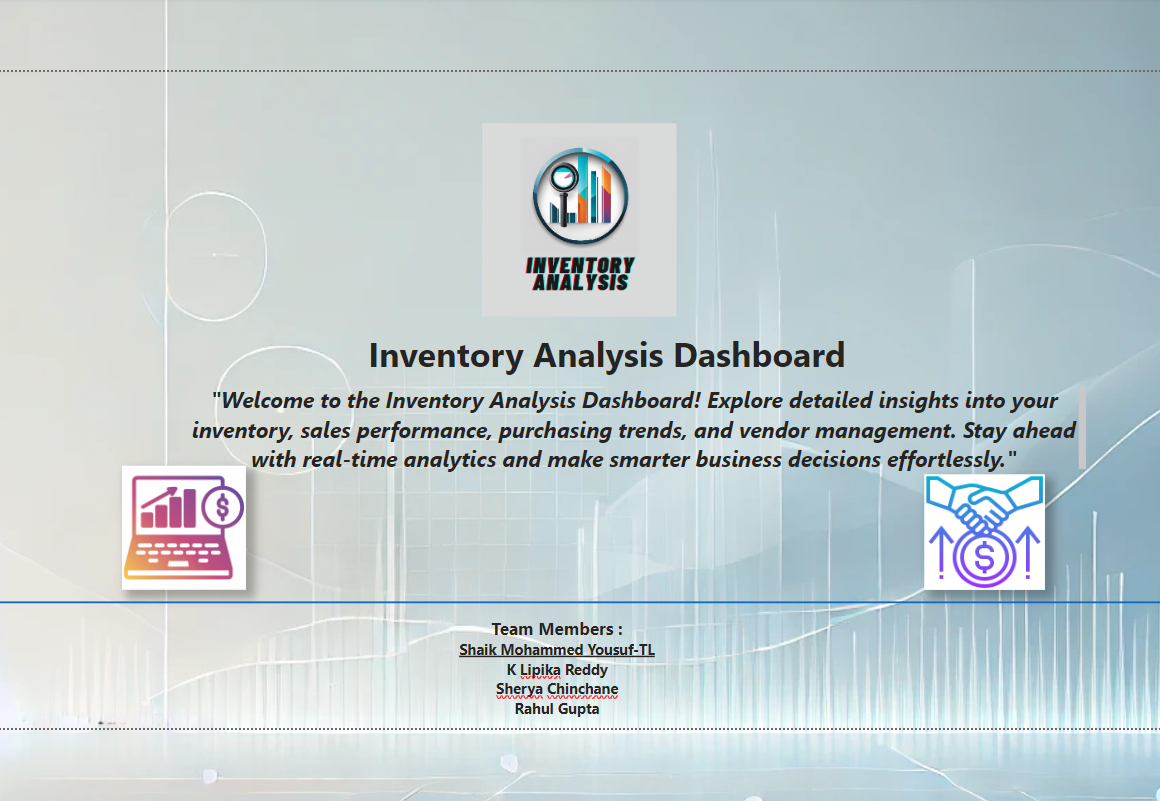 INVENTORY
ANALYSIS
Inventory Analysis Dashboard
"Welcome to the Inventory Analysis Dashboard! Explore detailed insights into your
inventory, sales performance, purchasing trends, and vendor management. Stay ahead
with real-time analytics and make smarter business decisions effortlessly."
$
$
Team Members :
Shaik Mohammed Yousuf-TL
K Lipika Reddy
Sherya Chinchane
Rahul Gupta